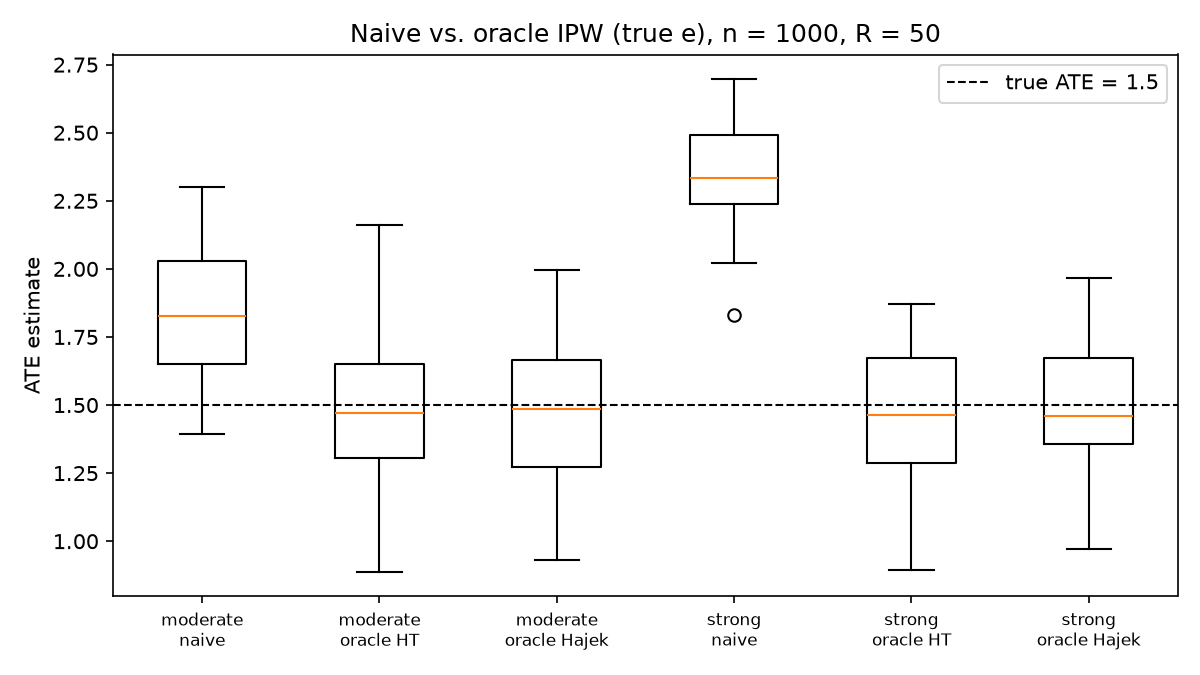 Naive vs. oracle IPW (true e), n = 1000, R = 50
true ATE = 1.5
ATE estimate
2.75
2.50
2.25
2.00
1.75
1.50
1.25
1.00
moderate
naive
moderate
oracle HT
moderate
oracle Hajek
strong
naive
strong
oracle HT
strong
oracle Hajek